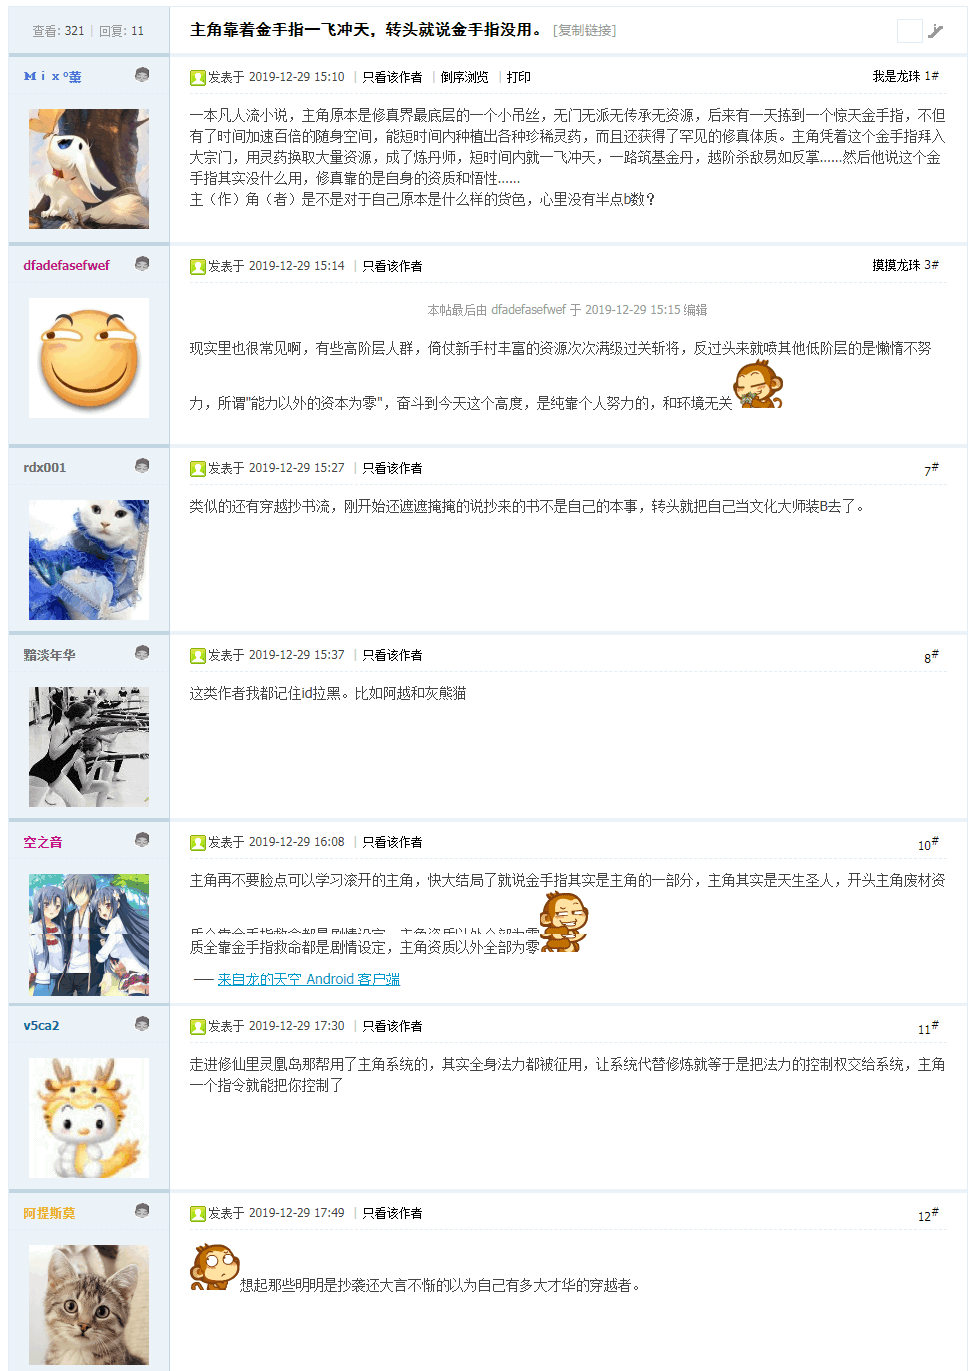 查看: 321 | 回复: 11
主角靠着金手指一飞冲天，转头就说金手指没用。 [复制链接]
Ｍｉｘ°薰
发表于 2019-12-29 15:10 | 只看该作者 | 倒序浏览 | 打印
我是龙珠 1#
一本凡人流小说，主角原本是修真界最底层的一个小吊丝，无门无派无传承无资源，后来有一天拣到一个惊天金手指，不但
有了时间加速百倍的随身空间，能短时间内种植出各种珍稀灵药，而且还获得了罕见的修真体质。主角凭着这个金手指拜入
大宗门，用灵药换取大量资源，成了炼丹师，短时间内就一飞冲天，一路筑基金丹，越阶杀敌易如反掌......然后他说这个金
手指其实没什么用，修真靠的是自身的资质和悟性......
主（作）角（者）是不是对于自己原本是什么样的货色，心里没有半点b数？
dfadefasefwef
发表于 2019-12-29 15:14 | 只看该作者
摸摸龙珠 3#
本帖最后由 dfadefasefwef 于 2019-12-29 15:15 编辑
现实里也很常见啊，有些高阶层人群，倚仗新手村丰富的资源次次满级过关斩将，反过头来就喷其他低阶层的是懒惰不努
力，所谓"能力以外的资本为零"，奋斗到今天这个高度，是纯靠个人努力的，和环境无关
rdx001
发表于 2019-12-29 15:27 | 只看该作者
7#
类似的还有穿越抄书流，刚开始还遮遮掩掩的说抄来的书不是自己的本事，转头就把自己当文化大师装B去了。
黯淡年华
发表于 2019-12-29 15:37 | 只看该作者
8#
这类作者我都记住id拉黑。比如阿越和灰熊猫
空之音
发表于 2019-12-29 16:08 | 只看该作者
10#
主角再不要脸点可以学习滚开的主角，快大结局了就说金手指其实是主角的一部分，主角其实是天生圣人，开头主角废材资
质全靠金手指救命都是剧情设定，主角资质以外全部为零
—— 来自龙的天空 Android 客户端
v5ca2
发表于 2019-12-29 17:30 | 只看该作者
11#
走进修仙里灵凰岛那帮用了主角系统的，其实全身法力都被征用，让系统代替修炼就等于是把法力的控制权交给系统，主角
一个指令就能把你控制了
阿提斯莫
发表于 2019-12-29 17:49 | 只看该作者
12#
想起那些明明是抄袭还大言不惭的以为自己有多大才华的穿越者。